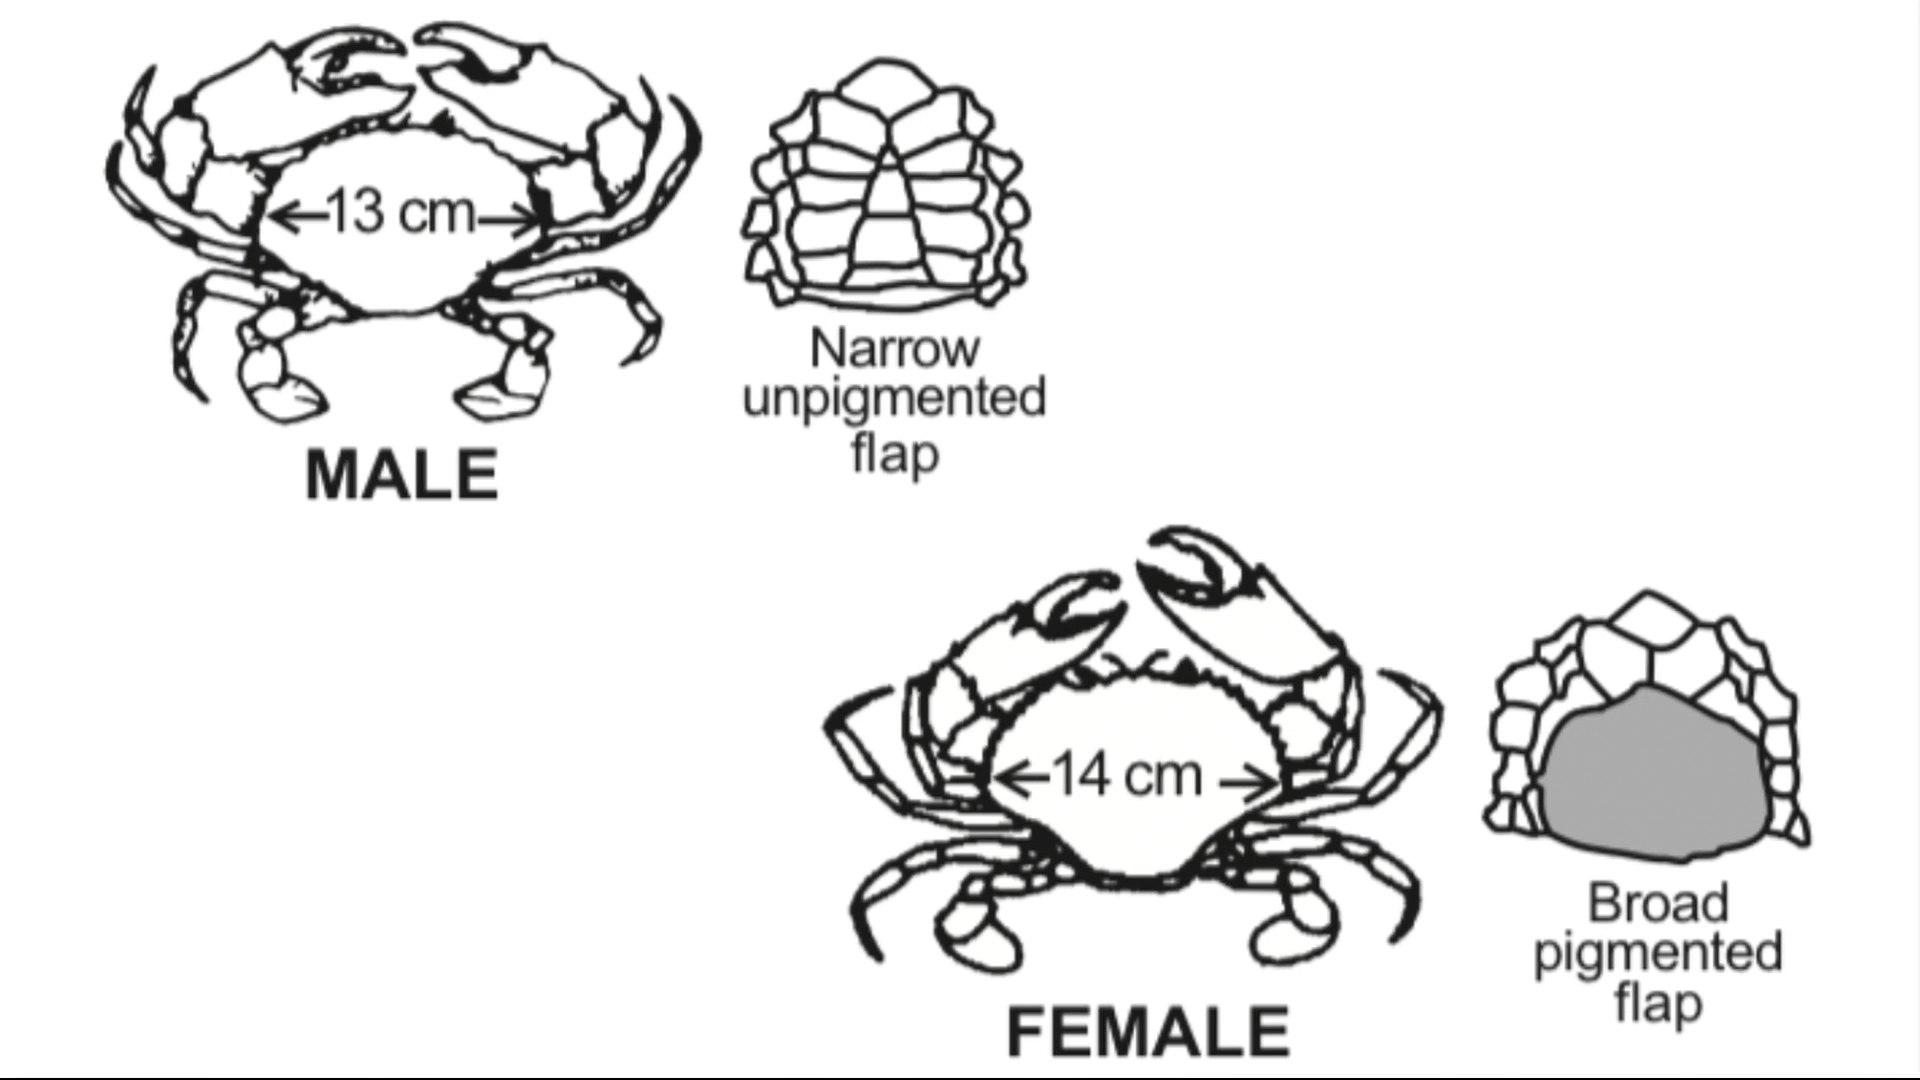 13 cm
Narrow
unpigmented
flap
MALE
14 cm
Broad
pigmented
flap
FEMALE